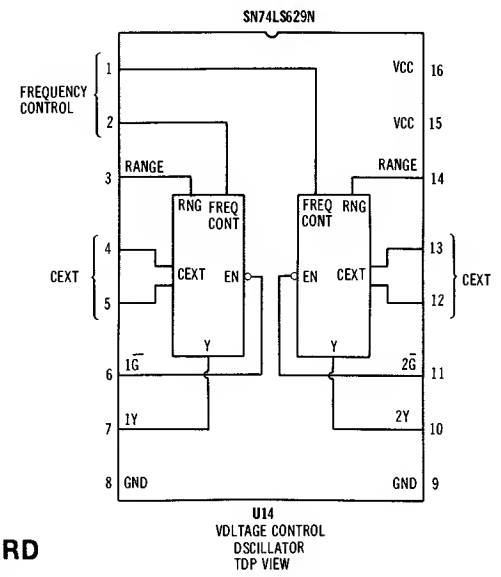 SN74LS629N
1
VCC
16
FREQUENCY
CONTROL
VCC
2
15
RANGE
RANGE
3
14
RNG
FREQ
CONT
FREQ
CONT
RNG
4
13
CEXT
CEXT
EN
EN
CEXT
CEXT
5
12
Y
Y
1G̅
2G̅
6
11
1Y
2Y
7
10
8
GND
GND
9
U14
VDLTAGE CONTROL
DSCILLATOR
TDP VIEW
RD